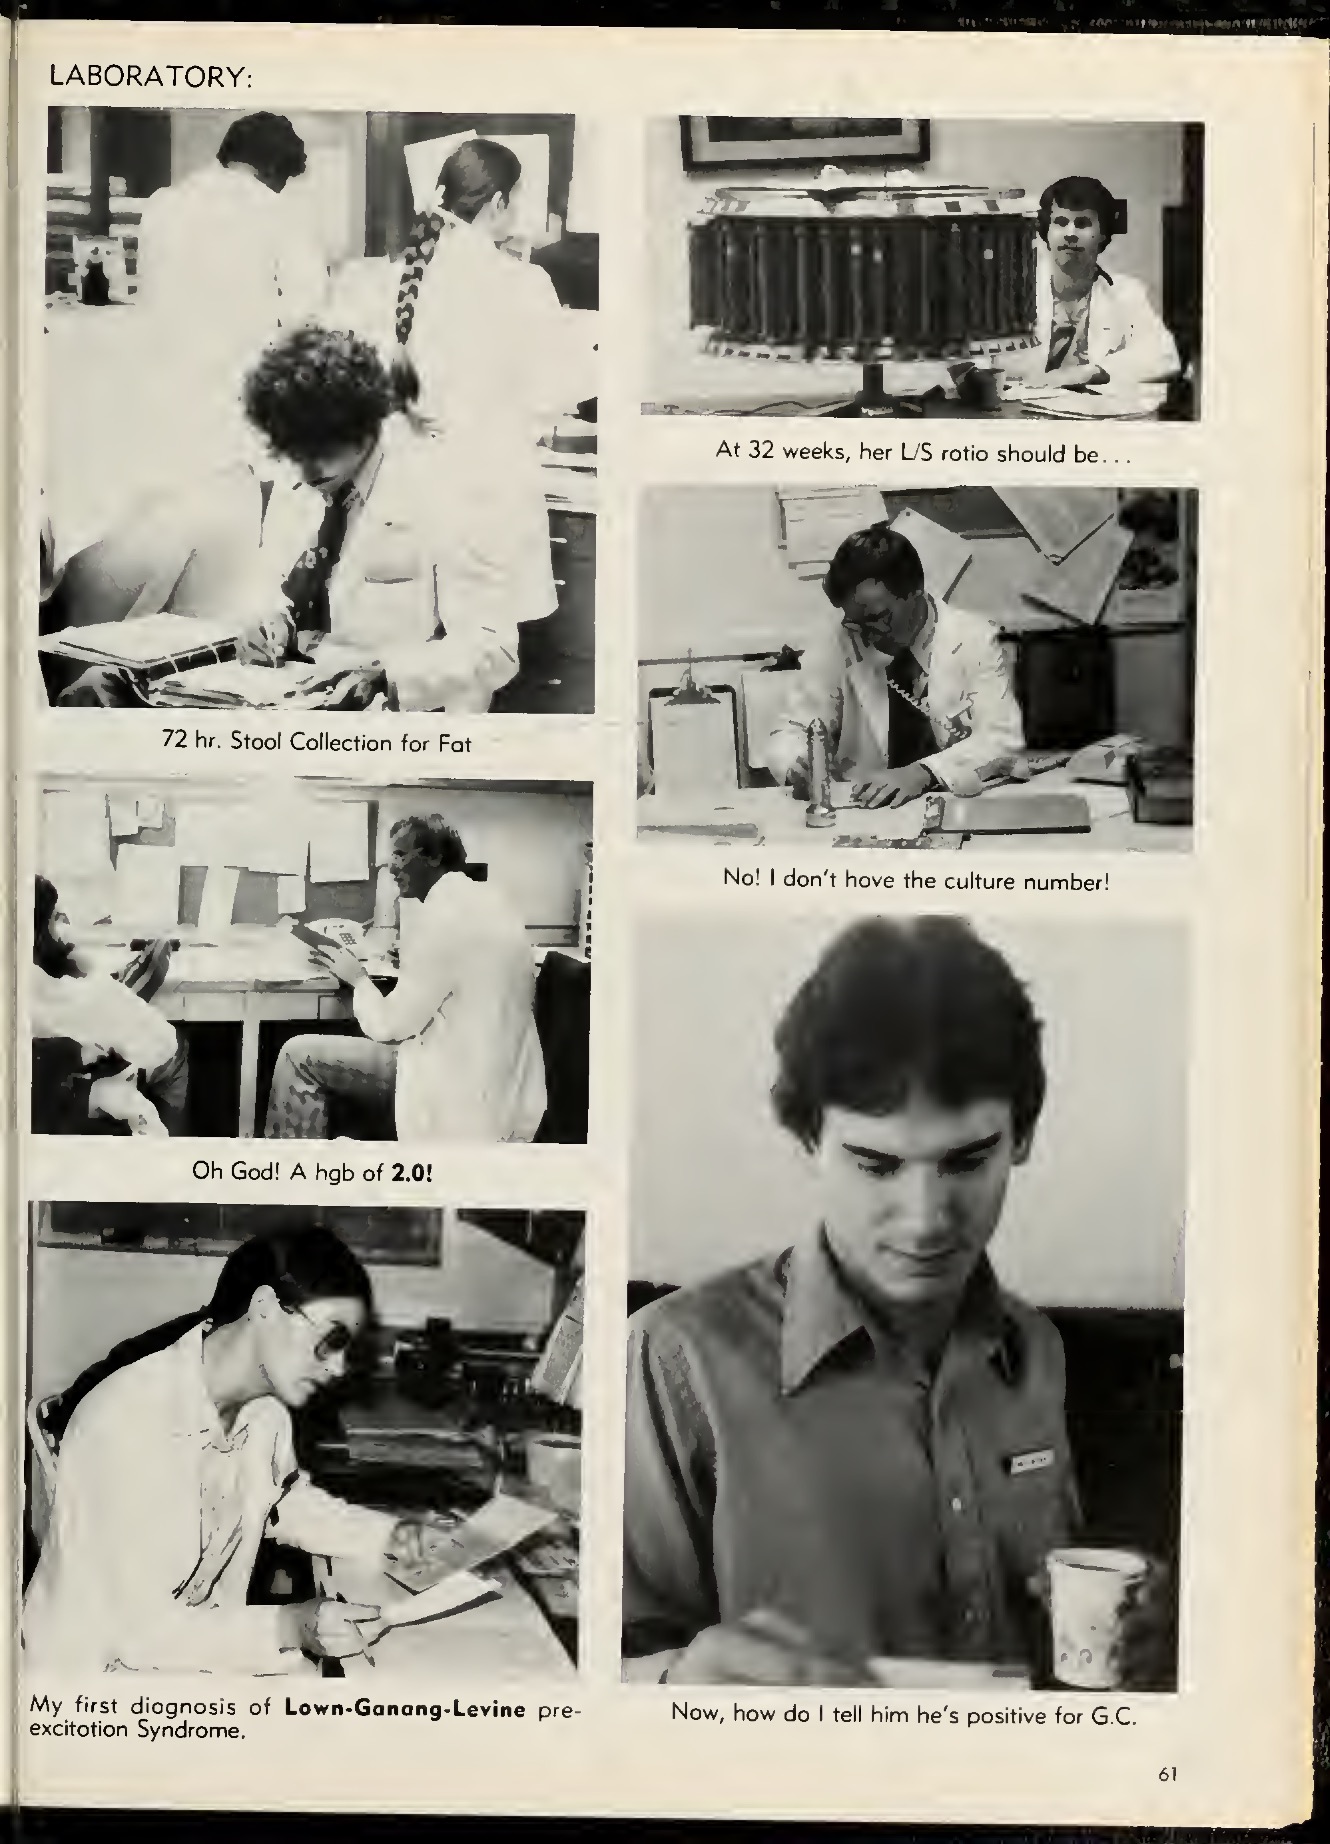 LABORATORY:
72 hr. Stool Collection for Fat
Oh God! A hgb of 2.0!
My first diognosis of Lown-Ganang-Levine pre-
excitotion Syndrome.
At 32 weeks, her L/S rotio should be...
No! I don't hove the culture number!
Now, how do I tell him he's positive for G.C.
61